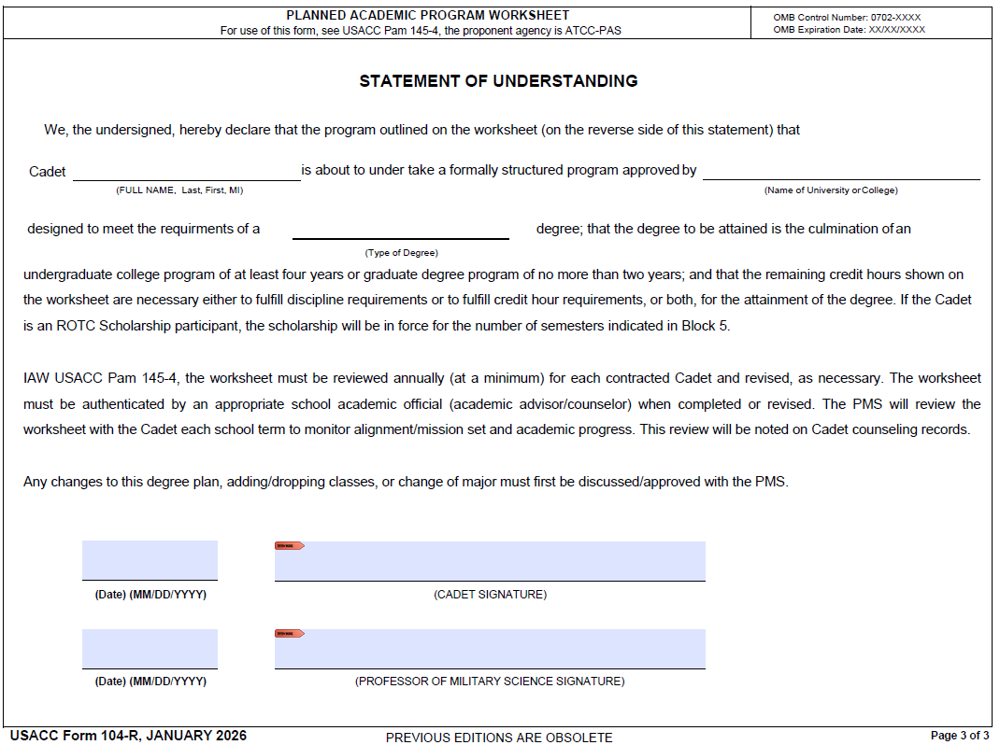 PLANNED ACADEMIC PROGRAM WORKSHEET
For use of this form, see USACC Pam 145-4, the proponent agency is ATCC-PAS
OMB Control Number: 0702-XXXX
OMB Expiration Date: XX/XX/XXXX
STATEMENT OF UNDERSTANDING
We, the undersigned, hereby declare that the program outlined on the worksheet (on the reverse side of this statement) that
Cadet is about to under take a formally structured program approved by
(FULL NAME, Last, First, MI) (Name of University or College)
designed to meet the requirments of a degree; that the degree to be attained is the culmination of an
(Type of Degree)
undergraduate college program of at least four years or graduate degree program of no more than two years; and that the remaining credit hours shown on
the worksheet are necessary either to fulfill discipline requirements or to fulfill credit hour requirements, or both, for the attainment of the degree. If the Cadet
is an ROTC Scholarship participant, the scholarship will be in force for the number of semesters indicated in Block 5.
IAW USACC Pam 145-4, the worksheet must be reviewed annually (at a minimum) for each contracted Cadet and revised, as necessary. The worksheet
must be authenticated by an appropriate school academic official (academic advisor/counselor) when completed or revised. The PMS will review the
worksheet with the Cadet each school term to monitor alignment/mission set and academic progress. This review will be noted on Cadet counseling records.
Any changes to this degree plan, adding/dropping classes, or change of major must first be discussed/approved with the PMS.
(Date) (MM/DD/YYYY) (CADET SIGNATURE)
(Date) (MM/DD/YYYY) (PROFESSOR OF MILITARY SCIENCE SIGNATURE)
USACC Form 104-R, JANUARY 2026 PREVIOUS EDITIONS ARE OBSOLETE Page 3 of 3